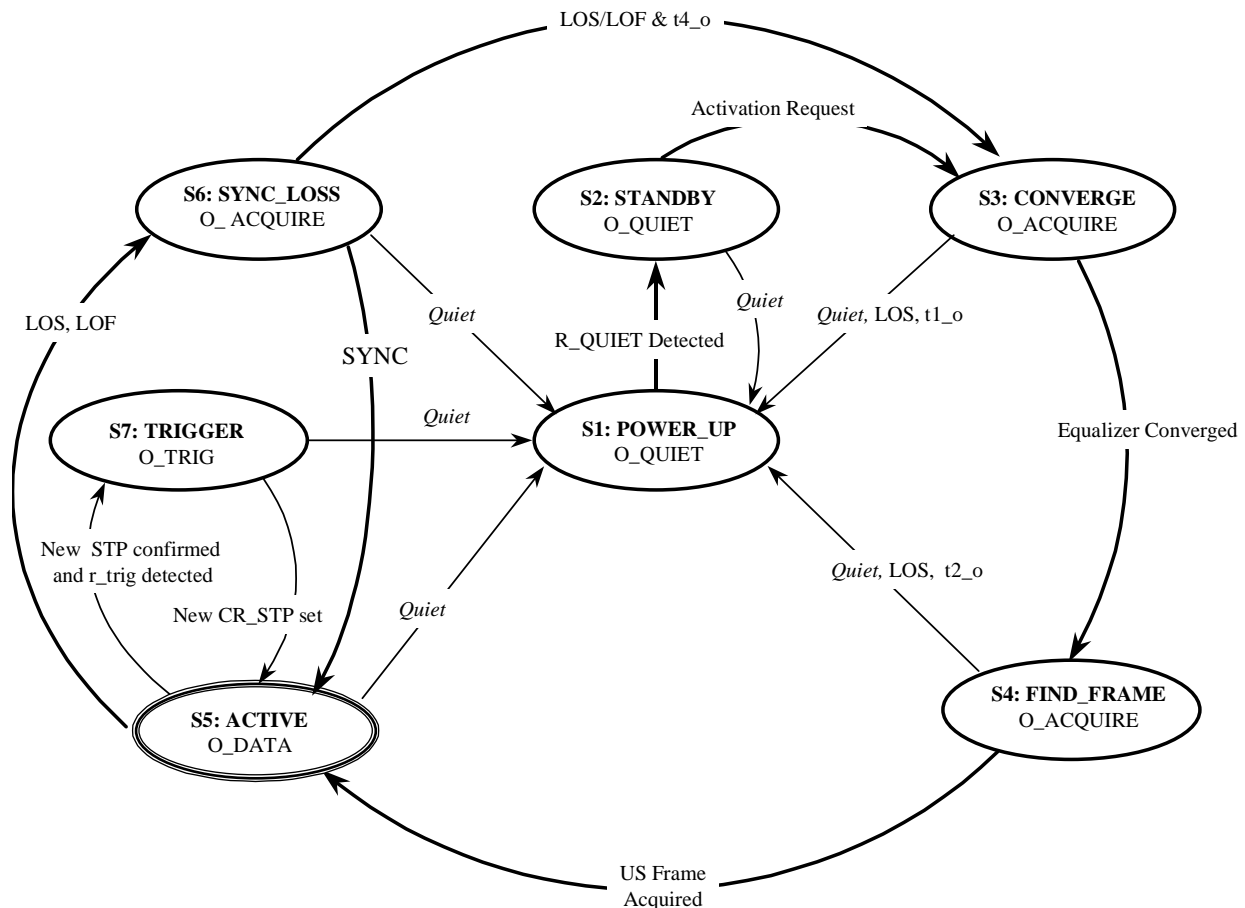 LOS/LOF & t4_o
Activation Request
S6: SYNC_LOSS
O_ ACQUIRE
S2: STANDBY
O_QUIET
S3: CONVERGE
O_ACQUIRE
Quiet
Quiet
Quiet, LOS, t1_o
LOS, LOF
R_QUIET Detected
SYNC
S7: TRIGGER
O_TRIG
Quiet
S1: POWER_UP
O_QUIET
Equalizer Converged
New STP confirmed
and r_trig detected
Quiet, LOS, t2_o
New CR_STP set
Quiet
S5: ACTIVE
O_DATA
S4: FIND_FRAME
O_ACQUIRE
US Frame
Acquired